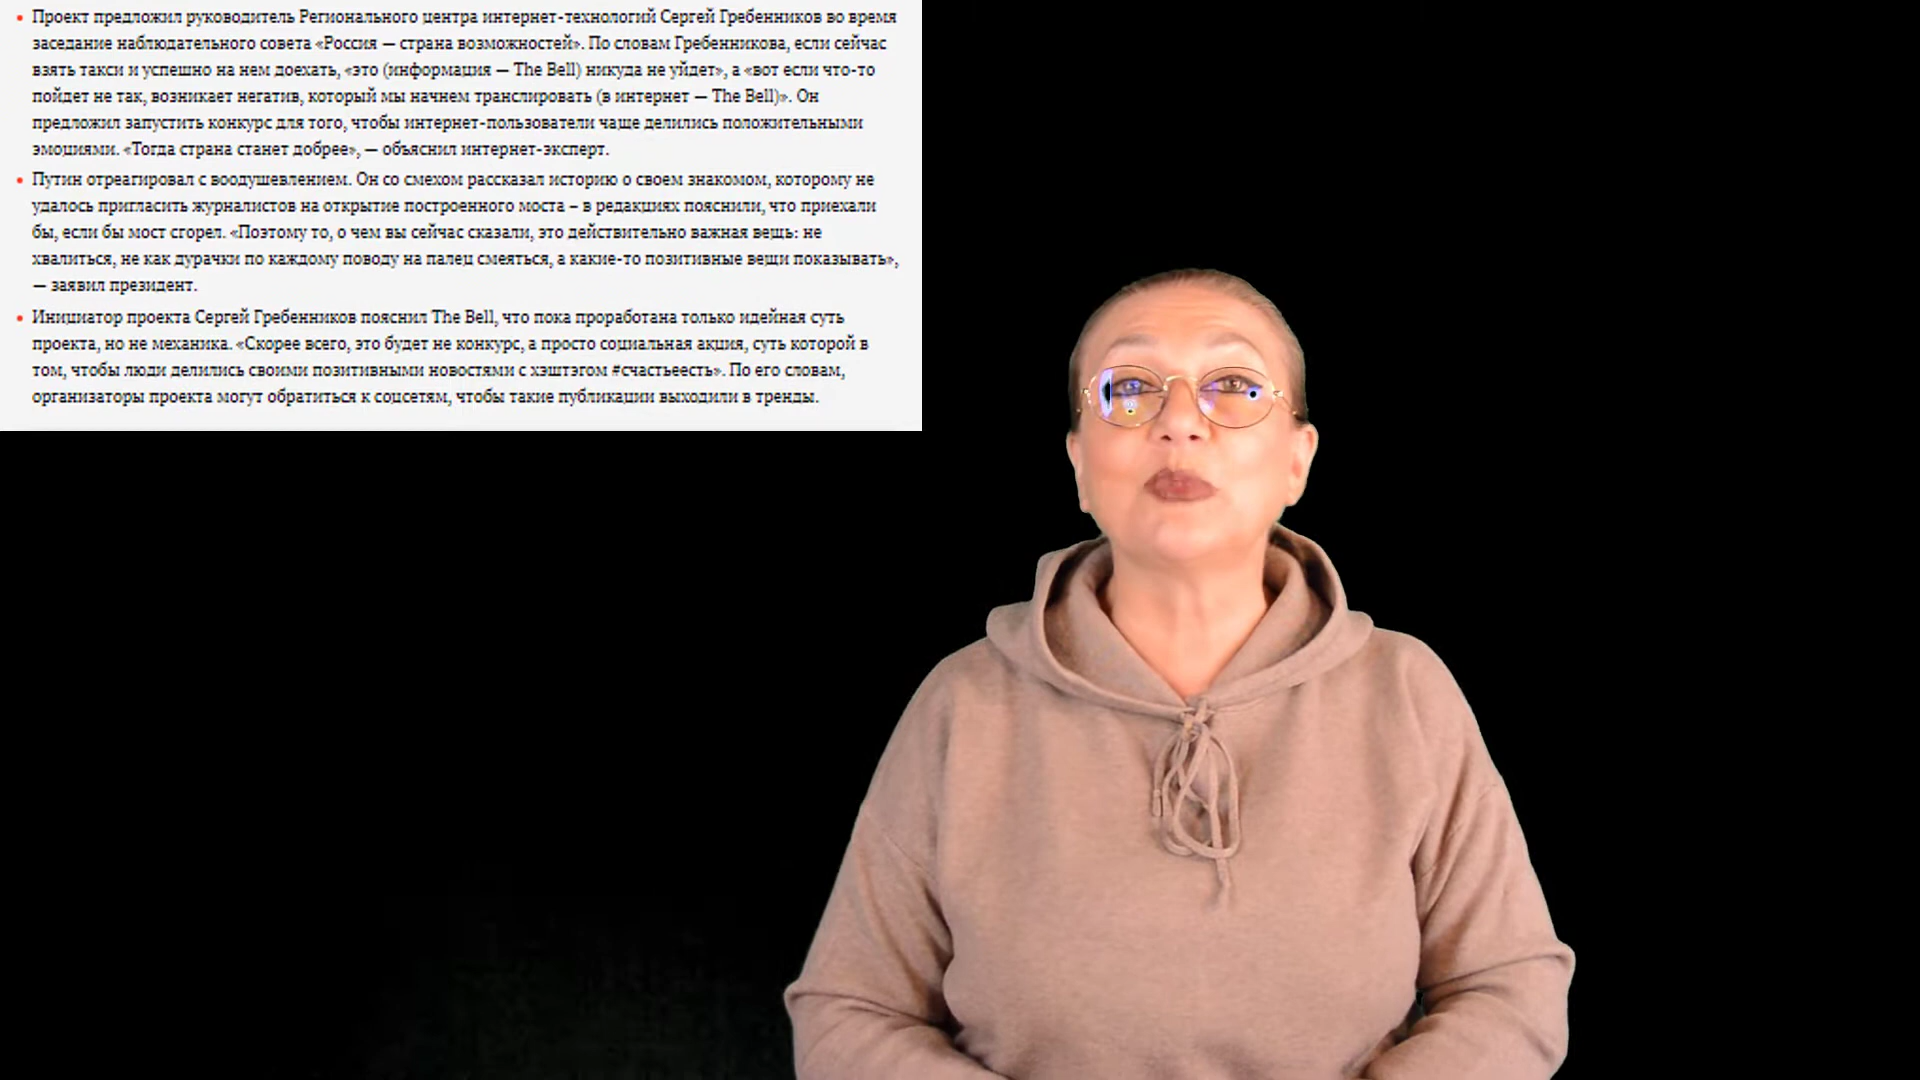 Проект предложил руководитель Регионального центра интернет-технологий Сергей Гребенников во время
заседание наблюдательного совета «Россия — страна возможностей». По словам Гребенникова, если сейчас
взять такси и успешно на нем доехать, «это (информация — The Bell) никуда не уйдет», а «вот если что-то
пойдет не так, возникает негатив, который мы начнем транслировать (в интернет — The Bell)». Он
предложил запустить конкурс для того, чтобы интернет-пользователи чаще делились положительными
эмоциями. «Тогда страна станет добрее», — объяснил интернет-эксперт.
Путин отреагировал с воодушевлением. Он со смехом рассказал историю о своем знакомом, которому не
удалось пригласить журналистов на открытие построенного моста – в редакциях пояснили, что приехали
бы, если бы мост сгорел. «Поэтому то, о чем вы сейчас сказали, это действительно важная вещь: не
хвалиться, не как дурачки по каждому поводу на палец смеяться, а какие-то позитивные вещи показывать»,
— заявил президент.
Инициатор проекта Сергей Гребенников пояснил The Bell, что пока проработана только идейная суть
проекта, но не механика. «Скорее всего, это будет не конкурс, а просто социальная акция, суть которой в
том, чтобы люди делились своими позитивными новостями с хэштэгом #счастьеесть». По его словам,
организаторы проекта могут обратиться к соцсетям, чтобы такие публикации выходили в тренды.